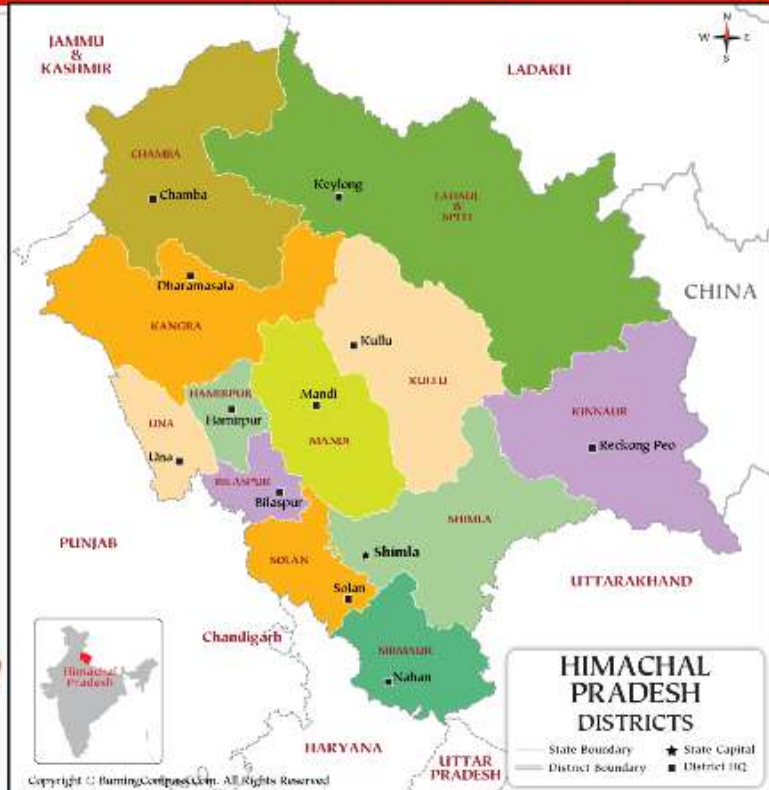 N
W E
S
JAMMU
&
KASHMIR
LADAKH
CHAMBA
Chamba
Keylong
LAHAUL
&
SPITI
Dharamasala
CHINA
KANGRA
Kullu
KULLU
HAMIRPUR
Hamirpur
Mandi
MANDI
KINNAUR
Reckong Peo
UNA
Una
BILASPUR
Bilaspur
SHIMLA
Shimla
PUNJAB
SOLAN
Solan
UTTARAKHAND
Chandigarh
SIRMAUR
Nahan
Himachal
Pradesh
HARYANA
UTTAR
PRADESH
HIMACHAL
PRADESH
DISTRICTS
State Boundary
State Capital
District Boundary
District HQ
Copyright © BurningCompass.Com. All Rights Reserved